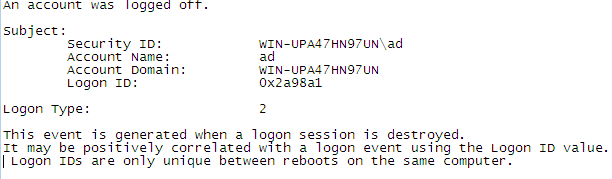 An account was logged off.
Subject:
Security ID: WIN-UPA47HN97UN\ad
Account Name: ad
Account Domain: WIN-UPA47HN97UN
Logon ID: 0x2a98a1
Logon Type: 2
This event is generated when a logon session is destroyed.
It may be positively correlated with a logon event using the Logon ID value.
Logon IDs are only unique between reboots on the same computer.